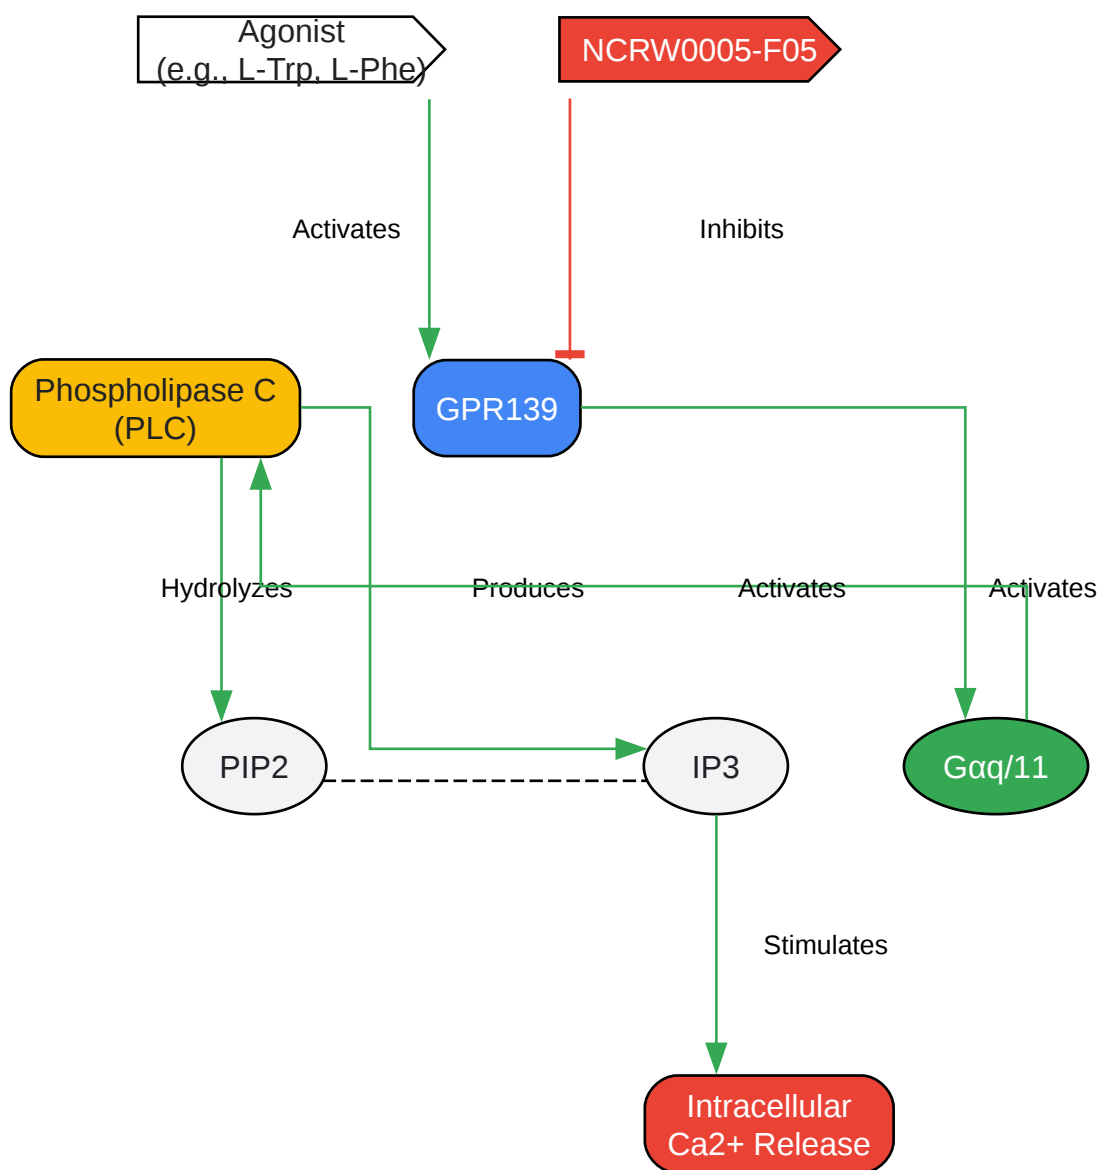 Agonist
(e.g., L-Trp, L-Phe)
NCRW0005-F05
Activates
Inhibits
Phospholipase C
(PLC)
GPR139
Hydrolyzes
Produces
Activates
Activates
PIP2
IP3
Gαq/11
Stimulates
Intracellular
Ca2+ Release